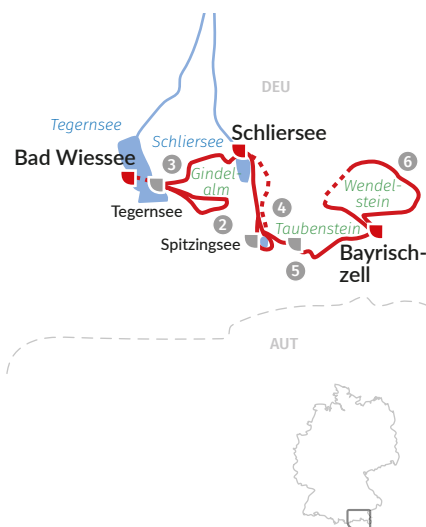 DEU
Tegernsee
Schliersee
Schliersee
Bad Wiessee
3
Gindel-
alm
6
Wendel-
stein
Tegernsee
2
4
Spitzingsee
Taubenstein
5
Bayrisch-
zell
AUT